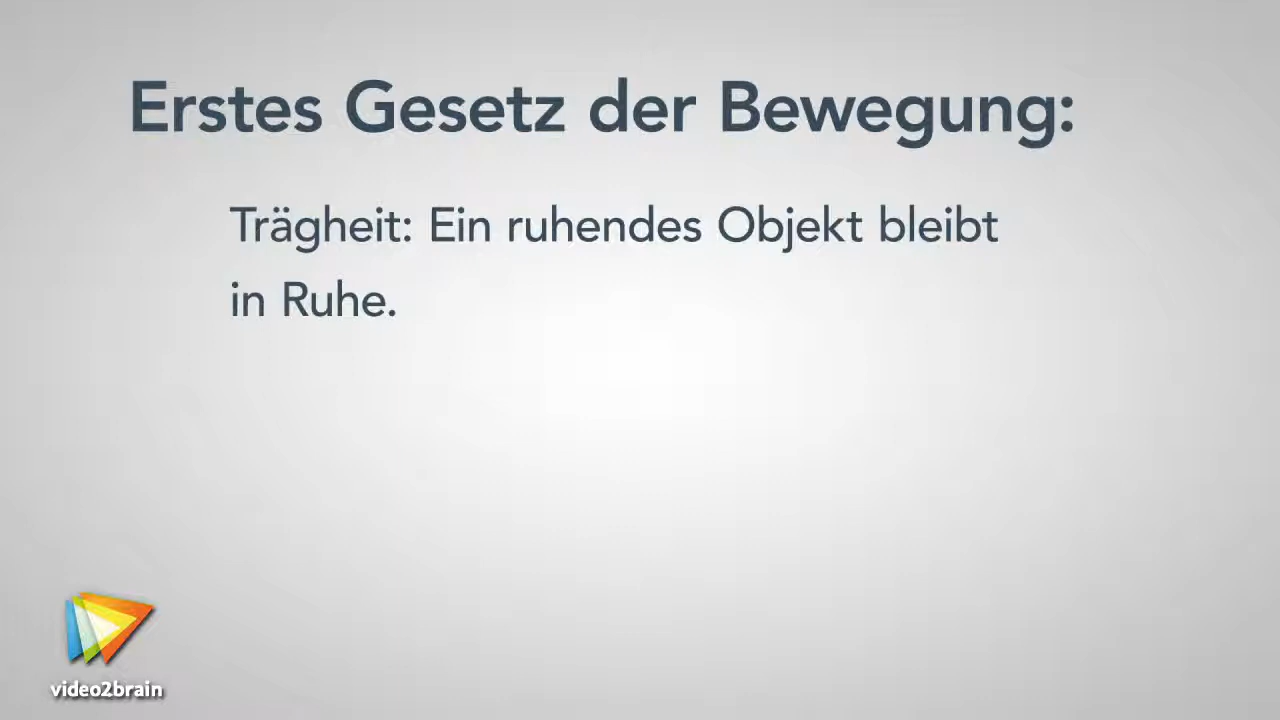 Erstes Gesetz der Bewegung:
Trägheit: Ein ruhendes Objekt bleibt
in Ruhe.
video2brain